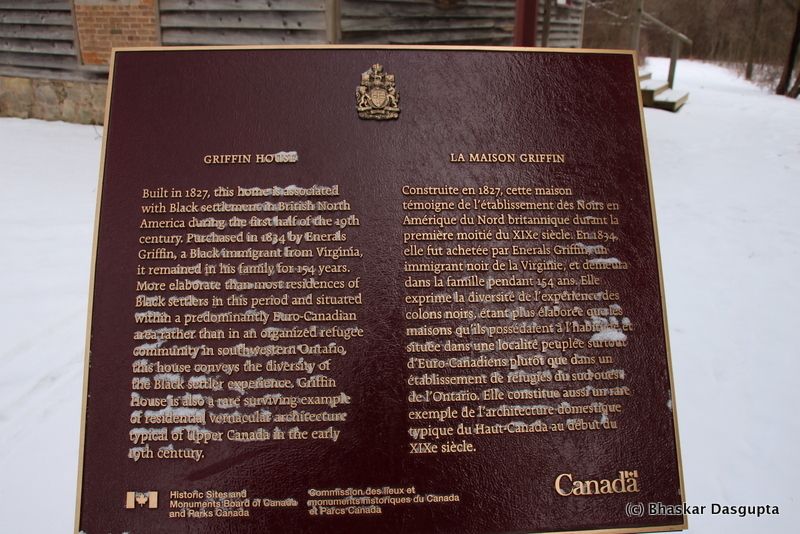 GRIFFIN HOUSE
Built in 1827, this home is associated
with Black settlement in British North
America during the first half of the 19th
century. Purchased in 1834 by Enerals
Griffin, a Black immigrant from Virginia,
it remained in his family for 154 years.
More elaborate than most residences of
Black settlers in this period and situated
within a predominantly Euro-Canadian
area rather than in an organized refugee
community in southwestern Ontario,
this house conveys the diversity of
the Black settler experience. Griffin
House is also a rare surviving example
of residential vernacular architecture
typical of Upper Canada in the early
19th century.
LA MAISON GRIFFIN
Construite en 1827, cette maison
témoigne de l'établissement des Noirs en
Amérique du Nord britannique durant la
première moitié du XIXe siècle. En 1834,
elle fut achetée par Enerals Griffin, un
immigrant noir de la Virginie, et demeura
dans la famille pendant 154 ans. Elle
exprime la diversité de l'expérience des
colons noirs, étant plus élaborée que les
maisons qu'ils possédaient à l'habitude et
située dans une localité peuplée surtout
d'Euro-Canadiens plutôt que dans un
établissement de réfugiés du sud-ouest
de l'Ontario. Elle constitue aussi un rare
exemple de l'architecture domestique
typique du Haut-Canada au début du
XIXe siècle.
Historic Sites and
Monuments Board of Canada
and Parks Canada
Commission des lieux et
monuments historiques du Canada
et Parcs Canada
Canada
(c) Bhaskar Dasgupta